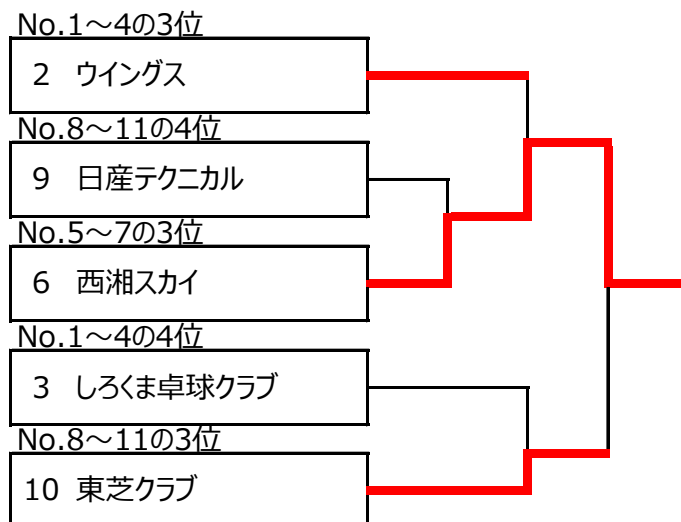 No.1～4の3位
2 ウイングス
No.8～11の4位
9 日産テクニカル
No.5～7の3位
6 西湘スカイ
No.1～4の4位
3 しろくま卓球クラブ
No.8～11の3位
10 東芝クラブ